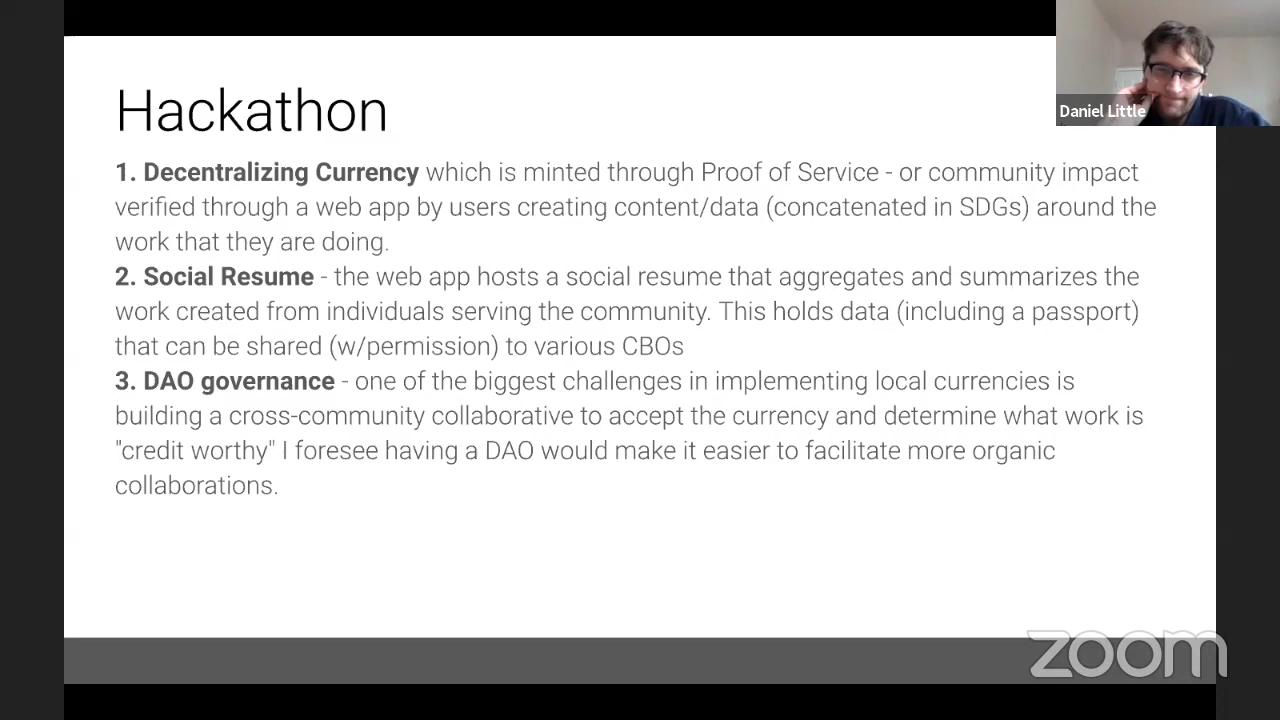 Hackathon
Daniel Little
1. Decentralizing Currency which is minted through Proof of Service - or community impact
verified through a web app by users creating content/data (concatenated in SDGs) around the
work that they are doing.
2. Social Resume - the web app hosts a social resume that aggregates and summarizes the
work created from individuals serving the community. This holds data (including a passport)
that can be shared (w/permission) to various CBOs
3. DAO governance - one of the biggest challenges in implementing local currencies is
building a cross-community collaborative to accept the currency and determine what work is
"credit worthy" I foresee having a DAO would make it easier to facilitate more organic
collaborations.
zoom